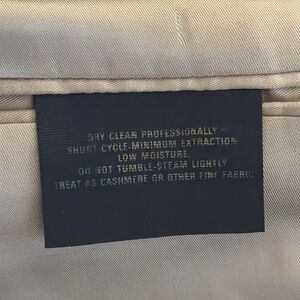 DRY CLEAN PROFESSIONALLY-
SHORT CYCLE-MINIMUM EXTRACTION-
LOW MOISTURE.
DO NOT TUMBLE-STEAM LIGHTLY
TREAT AS CASHMERE OR OTHER FINE FABRIC